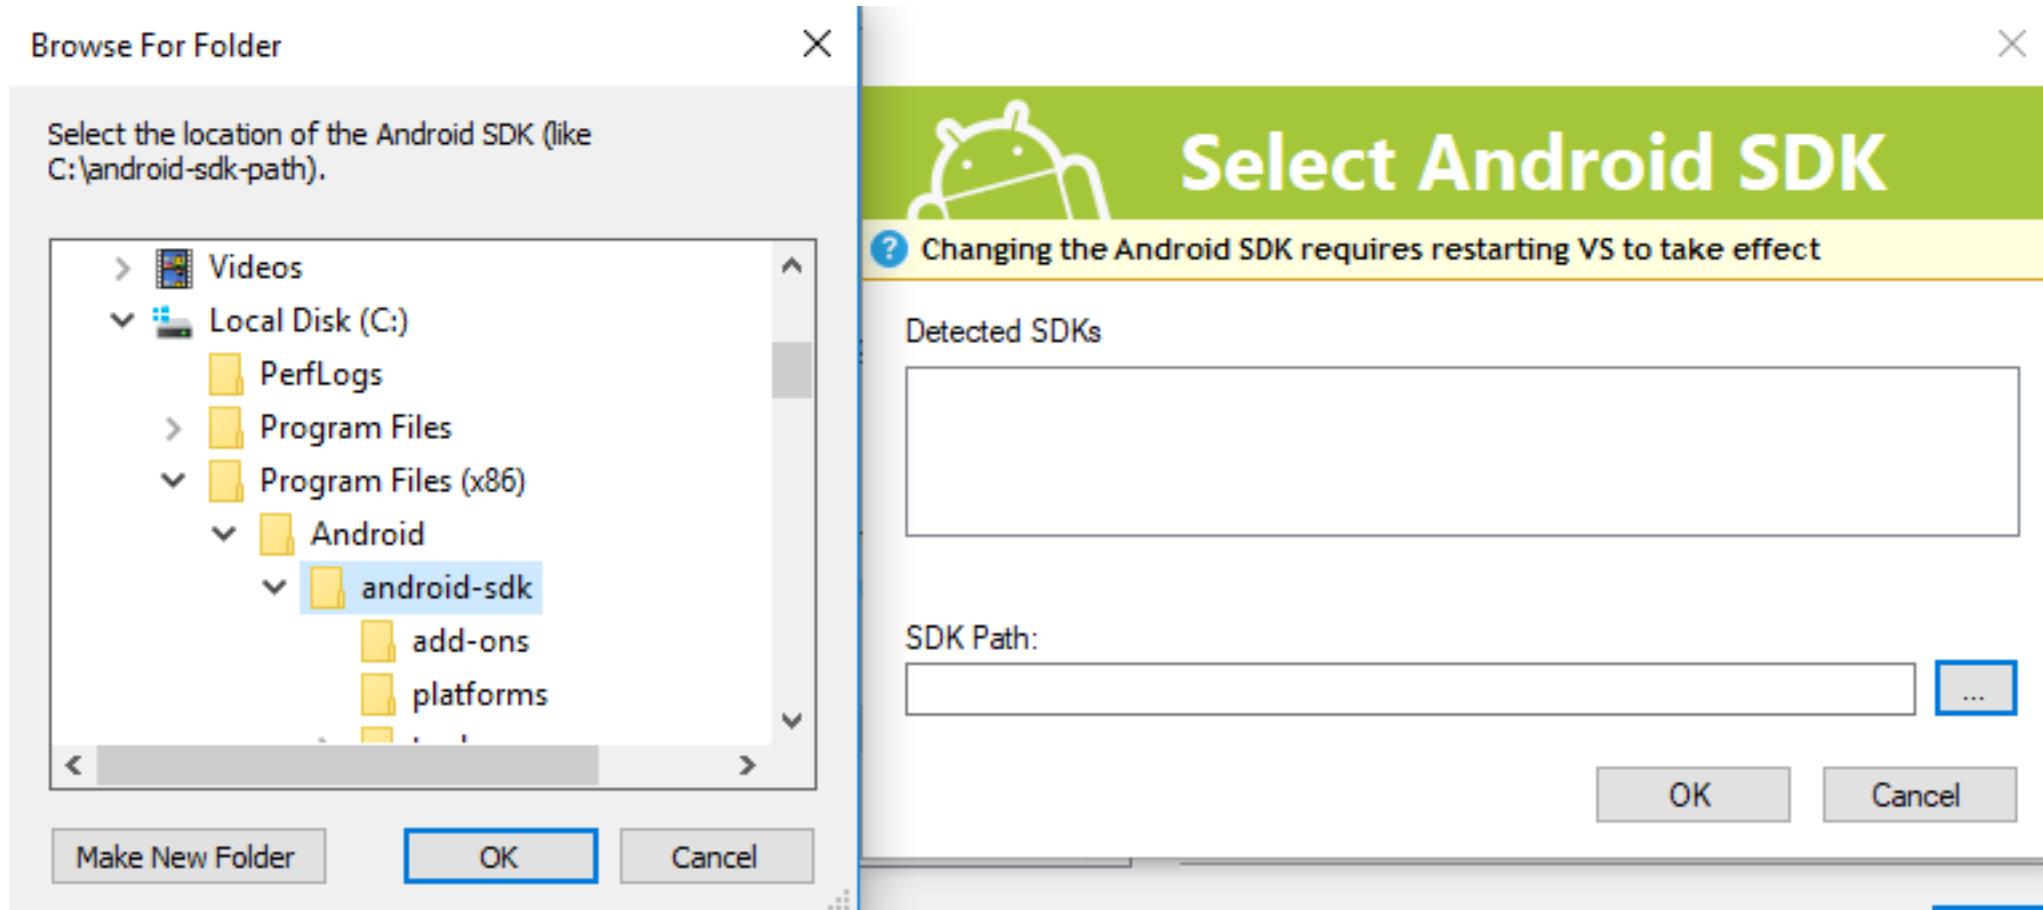 Browse For Folder
Select the location of the Android SDK (like
C:\android-sdk-path).
Videos
Local Disk (C:)
PerfLogs
Program Files
Program Files (x86)
Android
android-sdk
add-ons
platforms
Make New Folder
OK
Cancel
Select Android SDK
Changing the Android SDK requires restarting VS to take effect
Detected SDKs
SDK Path:
...
OK
Cancel